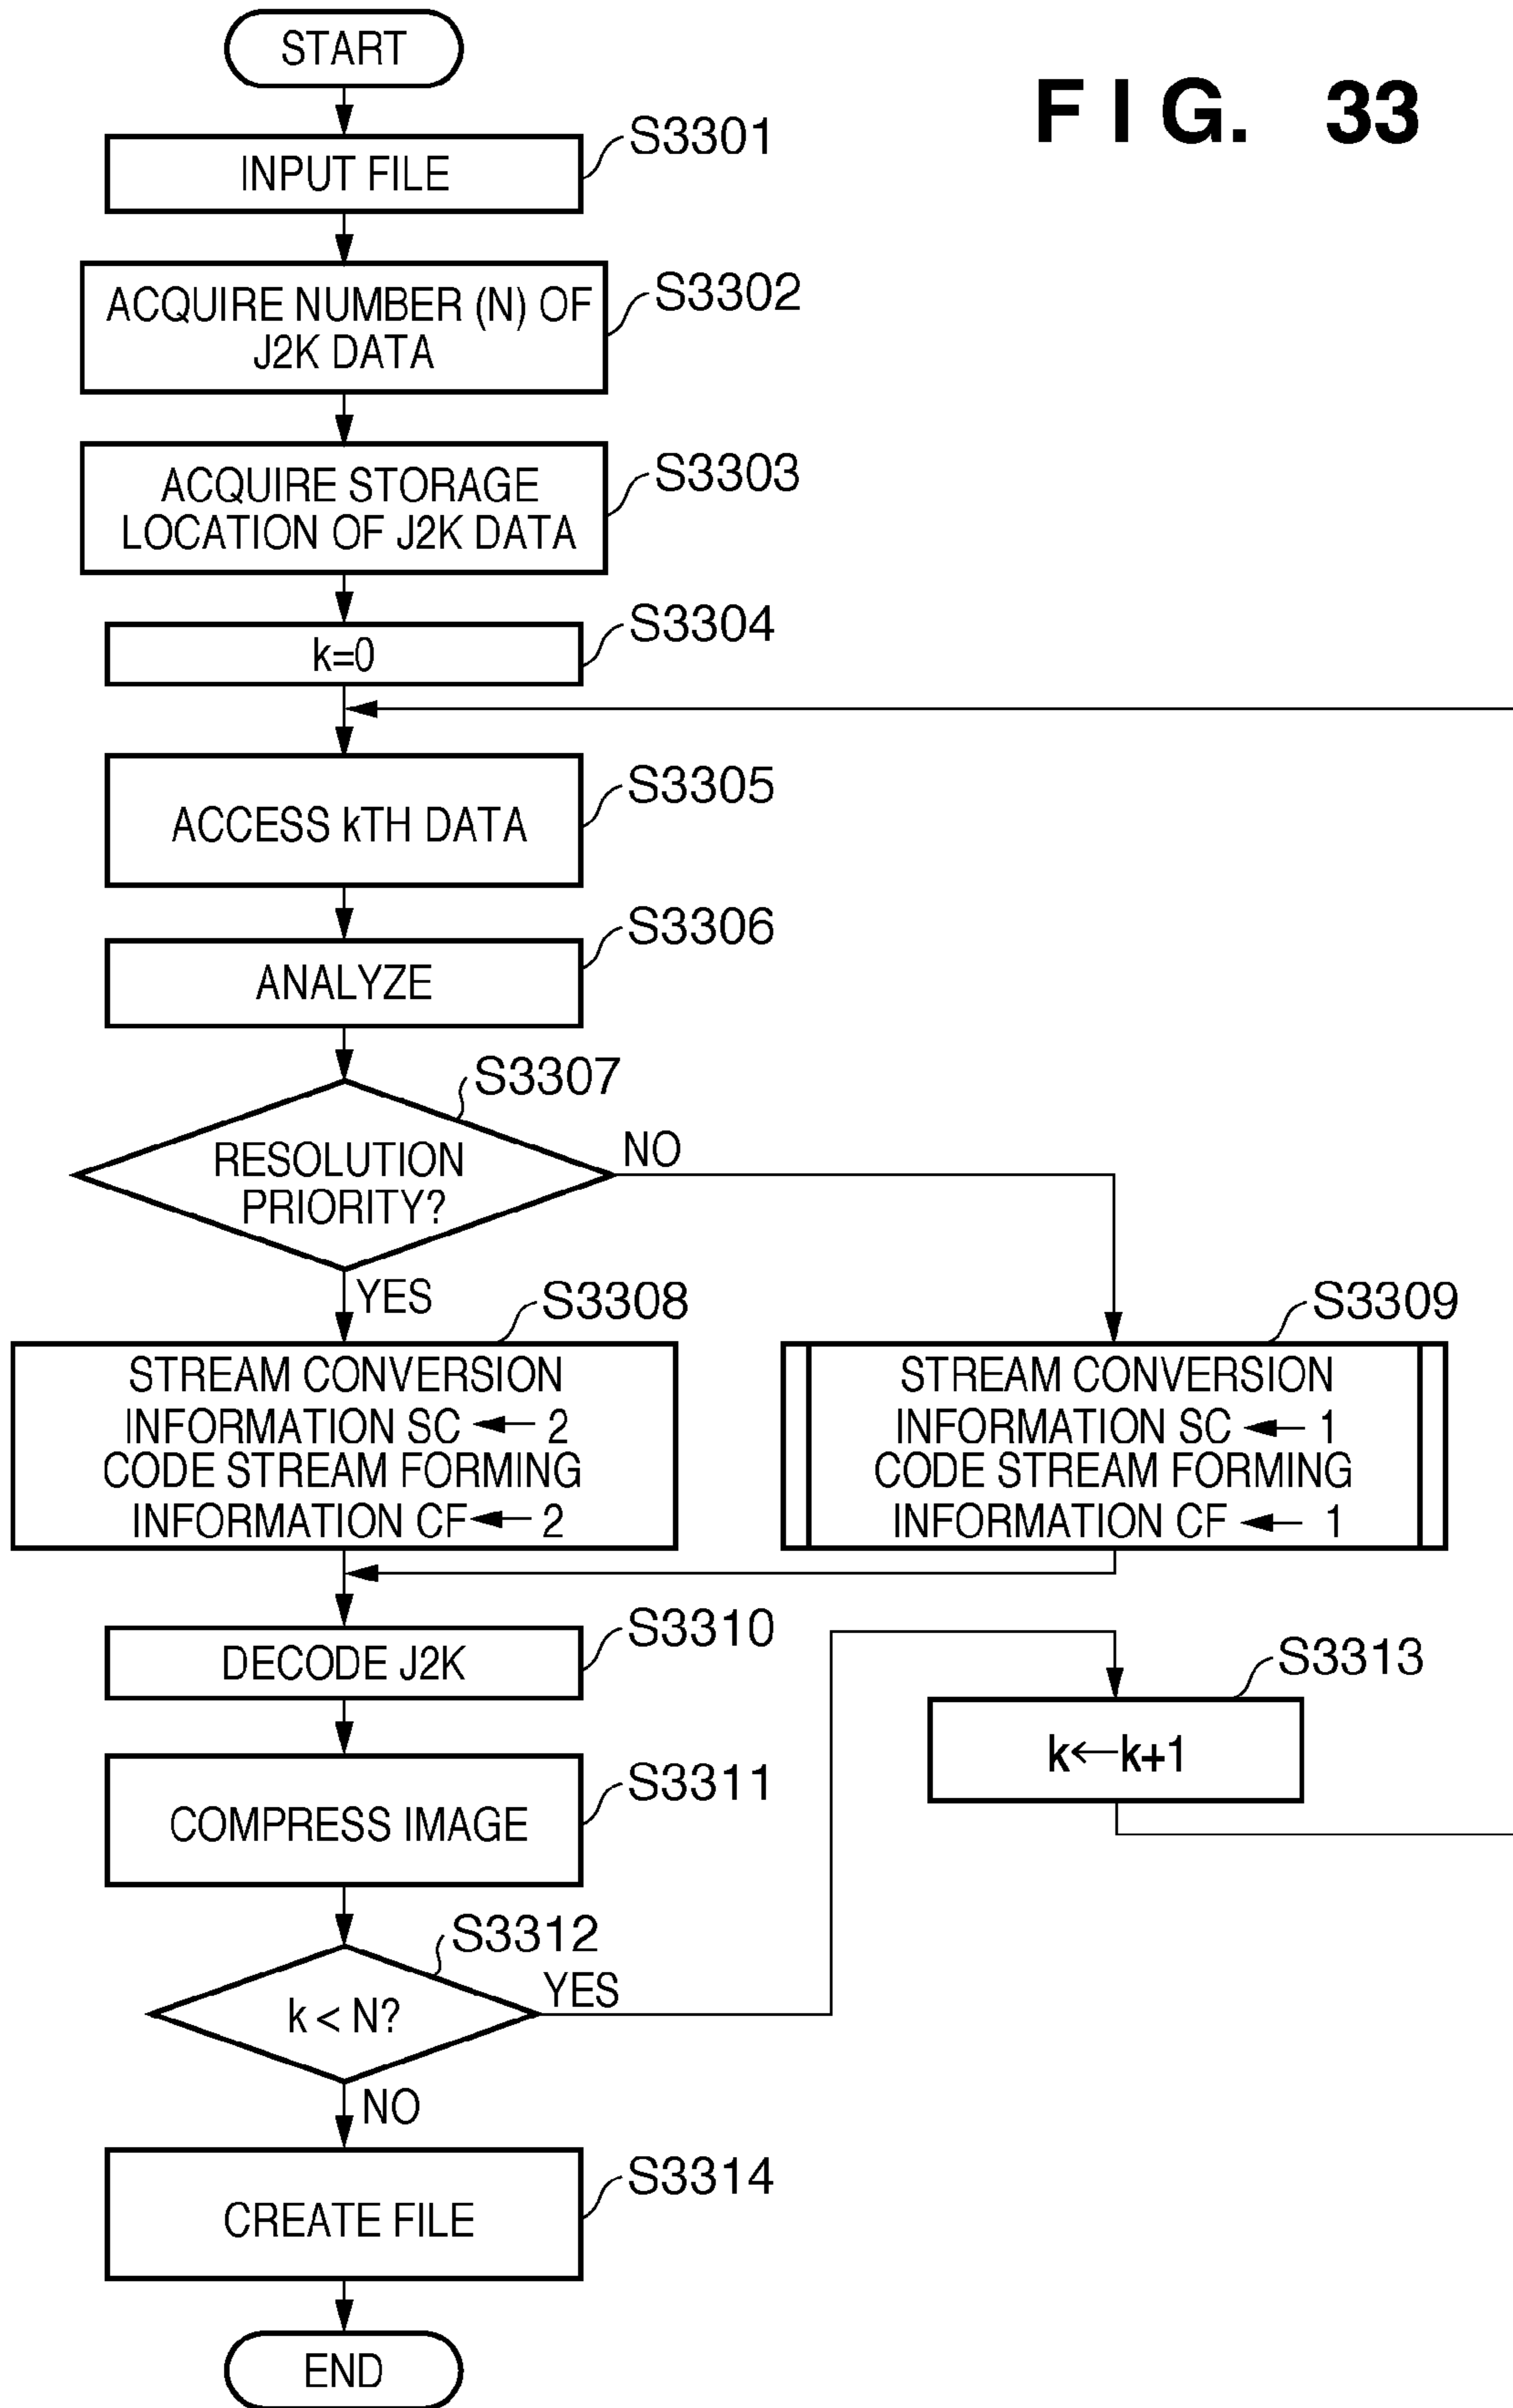 START
FIG. 33
S3301
INPUT FILE
S3302
ACQUIRE NUMBER (N) OF
J2K DATA
S3303
ACQUIRE STORAGE
LOCATION OF J2K DATA
S3304
k=0
S3305
ACCESS kTH DATA
S3306
ANALYZE
S3307
RESOLUTION
PRIORITY?
NO
YES
S3308
STREAM CONVERSION
INFORMATION SC ← 2
CODE STREAM FORMING
INFORMATION CF ← 2
S3309
STREAM CONVERSION
INFORMATION SC ← 1
CODE STREAM FORMING
INFORMATION CF ← 1
S3310
DECODE J2K
S3313
k←k+1
S3311
COMPRESS IMAGE
S3312
k < N?
YES
NO
S3314
CREATE FILE
END